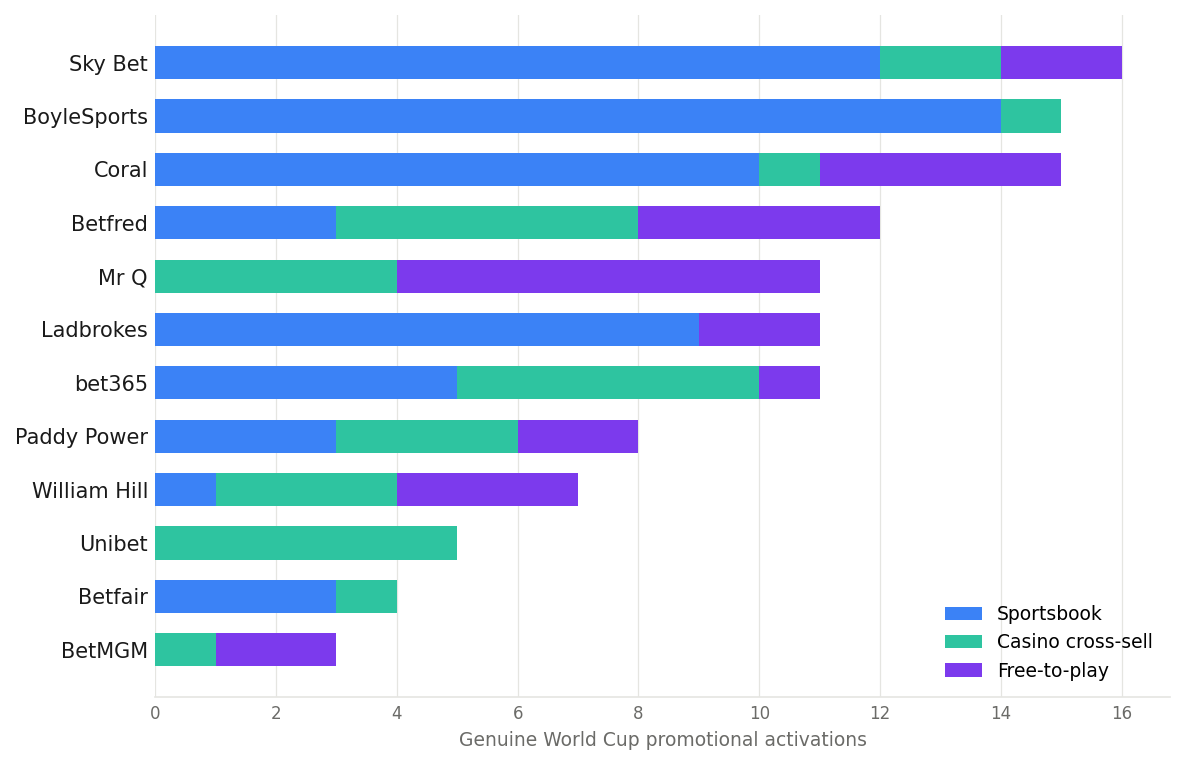 Sky Bet
BoyleSports
Coral
Betfred
Mr Q
Ladbrokes
bet365
Paddy Power
William Hill
Unibet
Betfair
BetMGM
Sportsbook
Casino cross-sell
Free-to-play
0 2 4 6 8 10 12 14 16
Genuine World Cup promotional activations